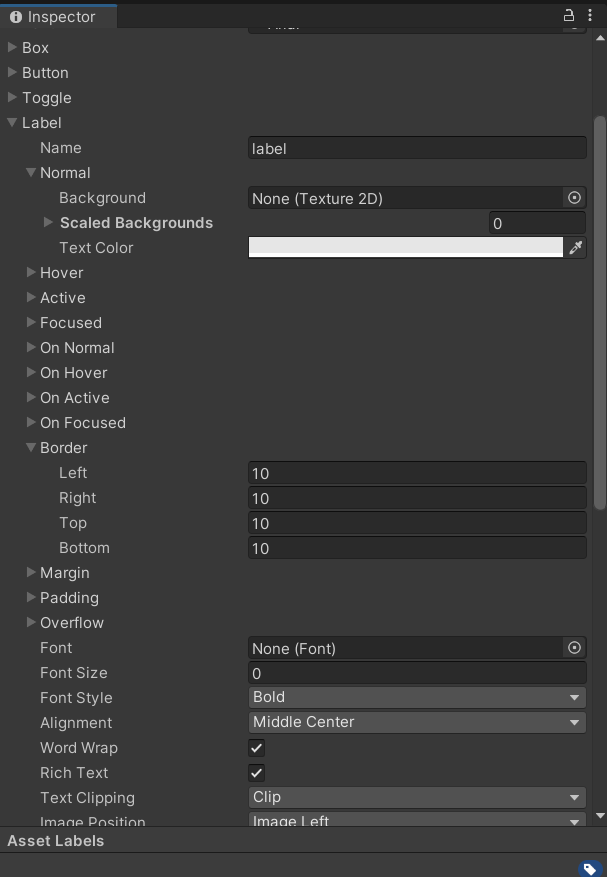 Inspector
Box
Button
Toggle
Label
Name label
Normal
Background None (Texture 2D)
Scaled Backgrounds 0
Text Color
Hover
Active
Focused
On Normal
On Hover
On Active
On Focused
Border
Left 10
Right 10
Top 10
Bottom 10
Margin
Padding
Overflow
Font None (Font)
Font Size 0
Font Style Bold
Alignment Middle Center
Word Wrap
Rich Text
Text Clipping Clip
Image Position Image Left
Asset Labels